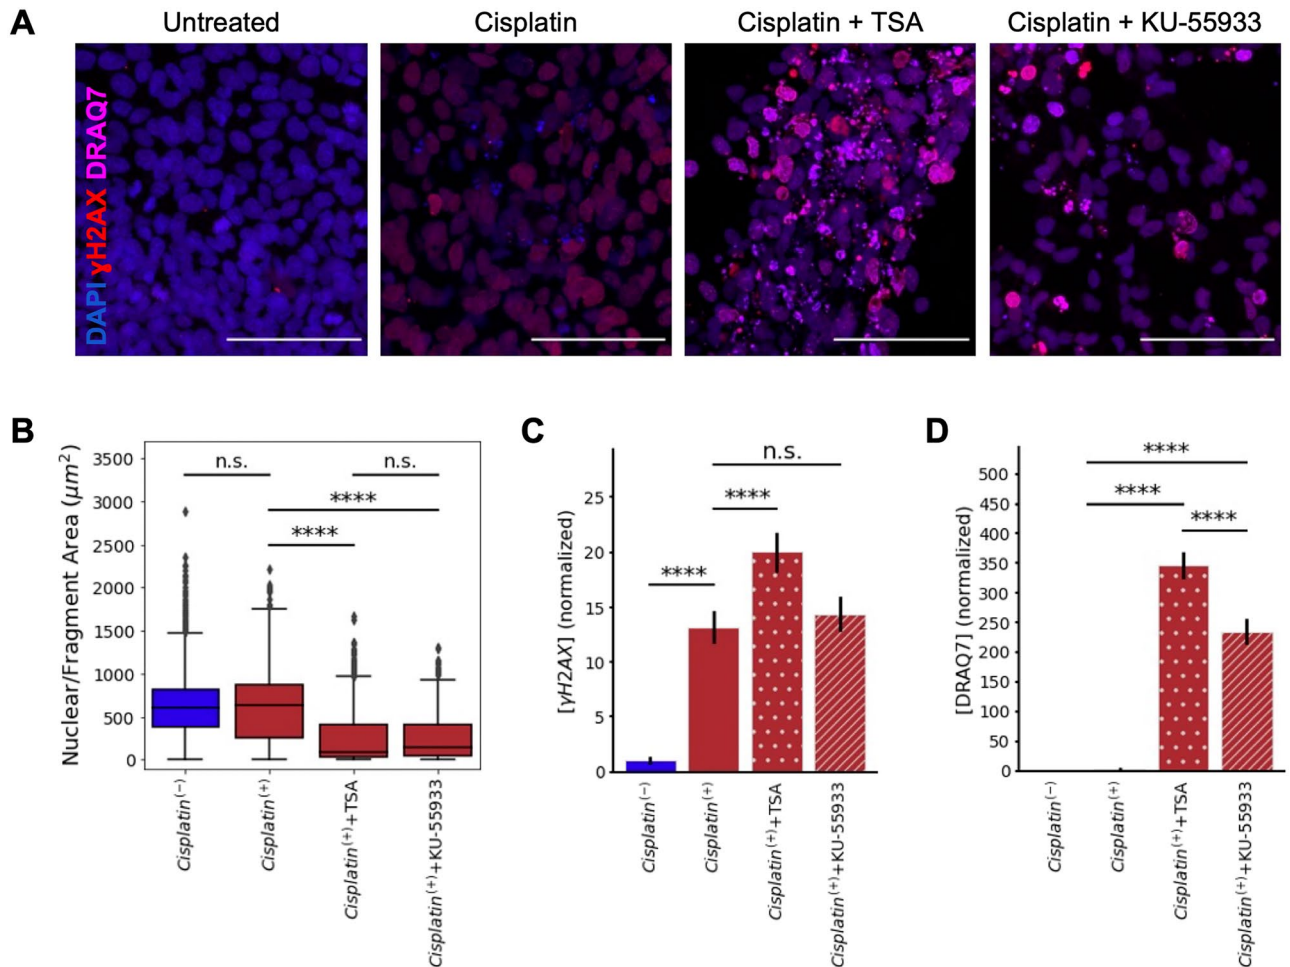 A
Untreated
Cisplatin
Cisplatin + TSA
Cisplatin + KU-55933
DAPI γH2AX DRAQ7
B
Nuclear/Fragment Area (μm²)
3500
3000
2500
2000
1500
1000
500
0
n.s.
n.s.
****
****
Cisplatin(−)
Cisplatin(+)
Cisplatin(+)+TSA
Cisplatin(+)+KU-55933
C
[γH2AX] (normalized)
25
20
15
10
5
0
n.s.
****
****
Cisplatin(−)
Cisplatin(+)
Cisplatin(+)+TSA
Cisplatin(+)+KU-55933
D
[DRAQ7] (normalized)
500
450
400
350
300
250
200
150
100
50
0
****
****
****
Cisplatin(−)
Cisplatin(+)
Cisplatin(+)+TSA
Cisplatin(+)+KU-55933